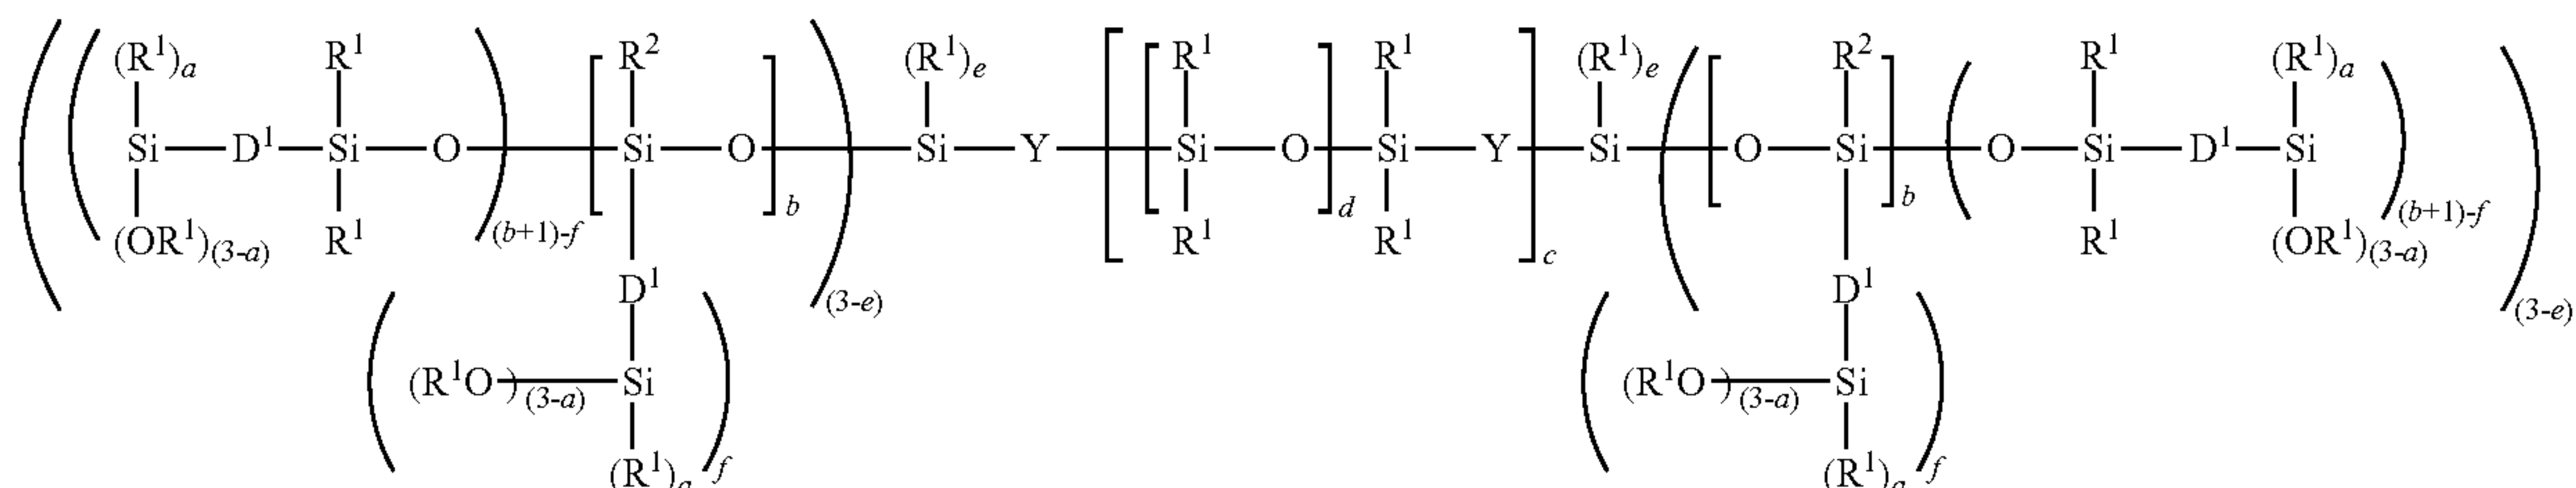 (R¹)ₐ R¹ R² (R¹)ₑ R¹ R¹ (R¹)ₑ R² R¹ (R¹)ₐ
Si D¹ Si O Si O Si Y Si O Si Y Si O Si O Si D¹ Si
b d c b
(OR¹)(3-a) R¹ (b+1)-f R¹ R¹ R¹ (OR¹)(3-a) (b+1)-f
D¹ (3-e) D¹ (3-e)
(R¹O)(3-a) Si (R¹O)(3-a) Si
(R¹)ₐ f (R¹)ₐ f